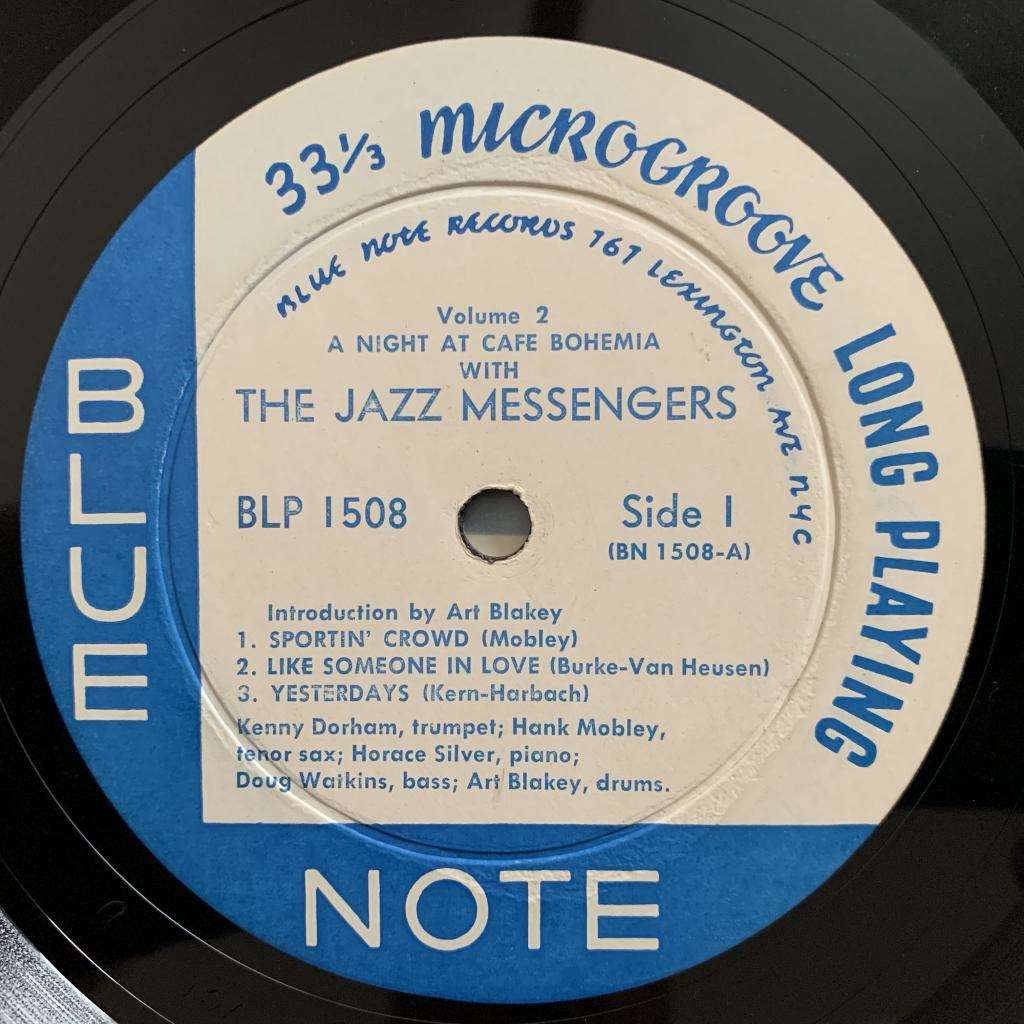 33⅓ MICROGROOVE LONG PLAYING
BLUE NOTE RECORDS 767 LEXINGTON AVE NYC
Volume 2
A NIGHT AT CAFE BOHEMIA
WITH
THE JAZZ MESSENGERS
BLP 1508
Side 1
(BN 1508-A)
Introduction by Art Blakey
1. SPORTIN' CROWD (Mobley)
2. LIKE SOMEONE IN LOVE (Burke-Van Heusen)
3. YESTERDAYS (Kern-Harbach)
Kenny Dorham, trumpet; Hank Mobley,
tenor sax; Horace Silver, piano;
Doug Watkins, bass; Art Blakey, drums.
BLUE
NOTE